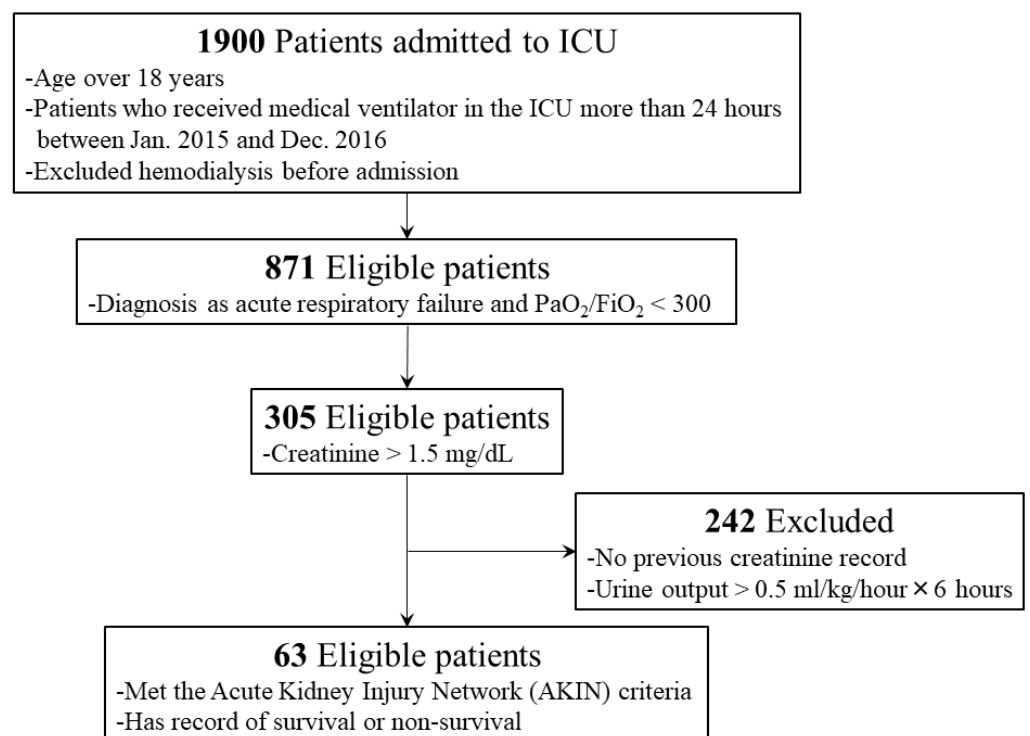 1900 Patients admitted to ICU
-Age over 18 years
-Patients who received medical ventilator in the ICU more than 24 hours
between Jan. 2015 and Dec. 2016
-Excluded hemodialysis before admission
871 Eligible patients
-Diagnosis as acute respiratory failure and PaO₂/FiO₂ < 300
305 Eligible patients
-Creatinine > 1.5 mg/dL
242 Excluded
-No previous creatinine record
-Urine output > 0.5 ml/kg/hour × 6 hours
63 Eligible patients
-Met the Acute Kidney Injury Network (AKIN) criteria
-Has record of survival or non-survival